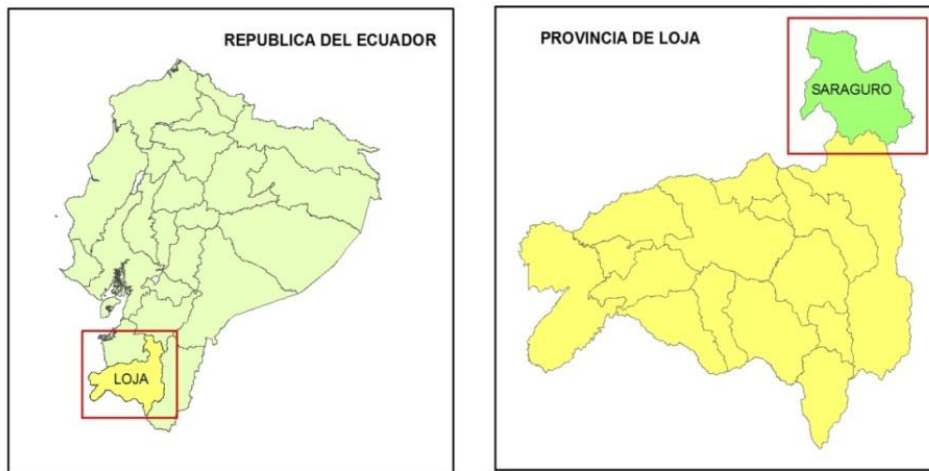 REPUBLICA DEL ECUADOR
LOJA
PROVINCIA DE LOJA
SARAGURO